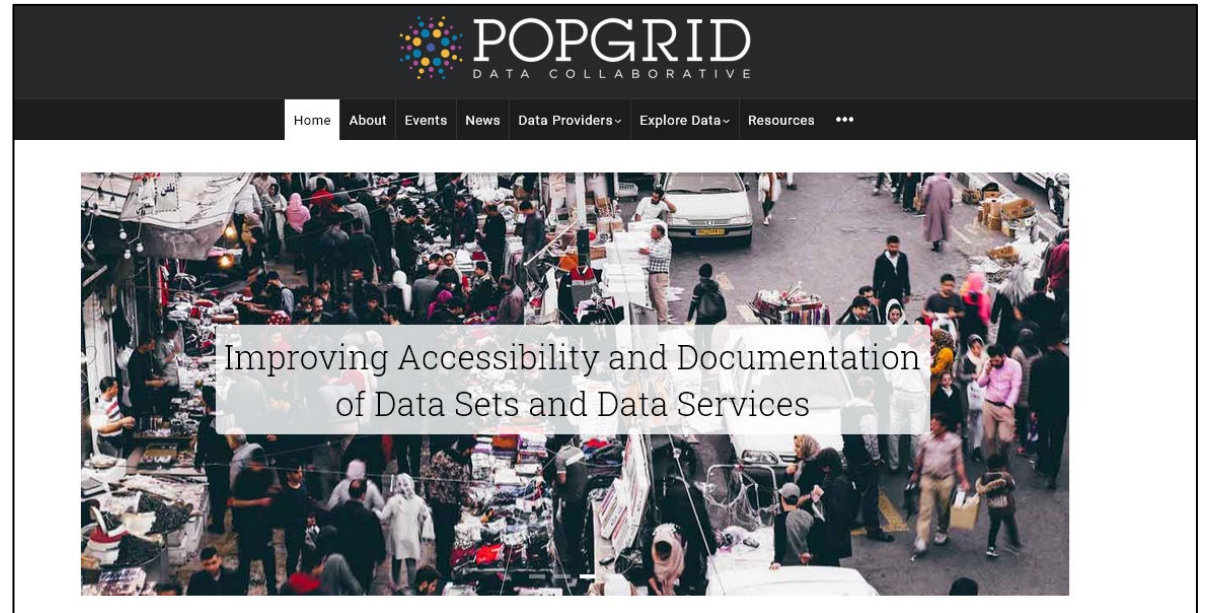 POPGRID
DATA COLLABORATIVE
Home About Events News Data Providers Explore Data Resources •••
تلفن
Improving Accessibility and Documentation
of Data Sets and Data Services